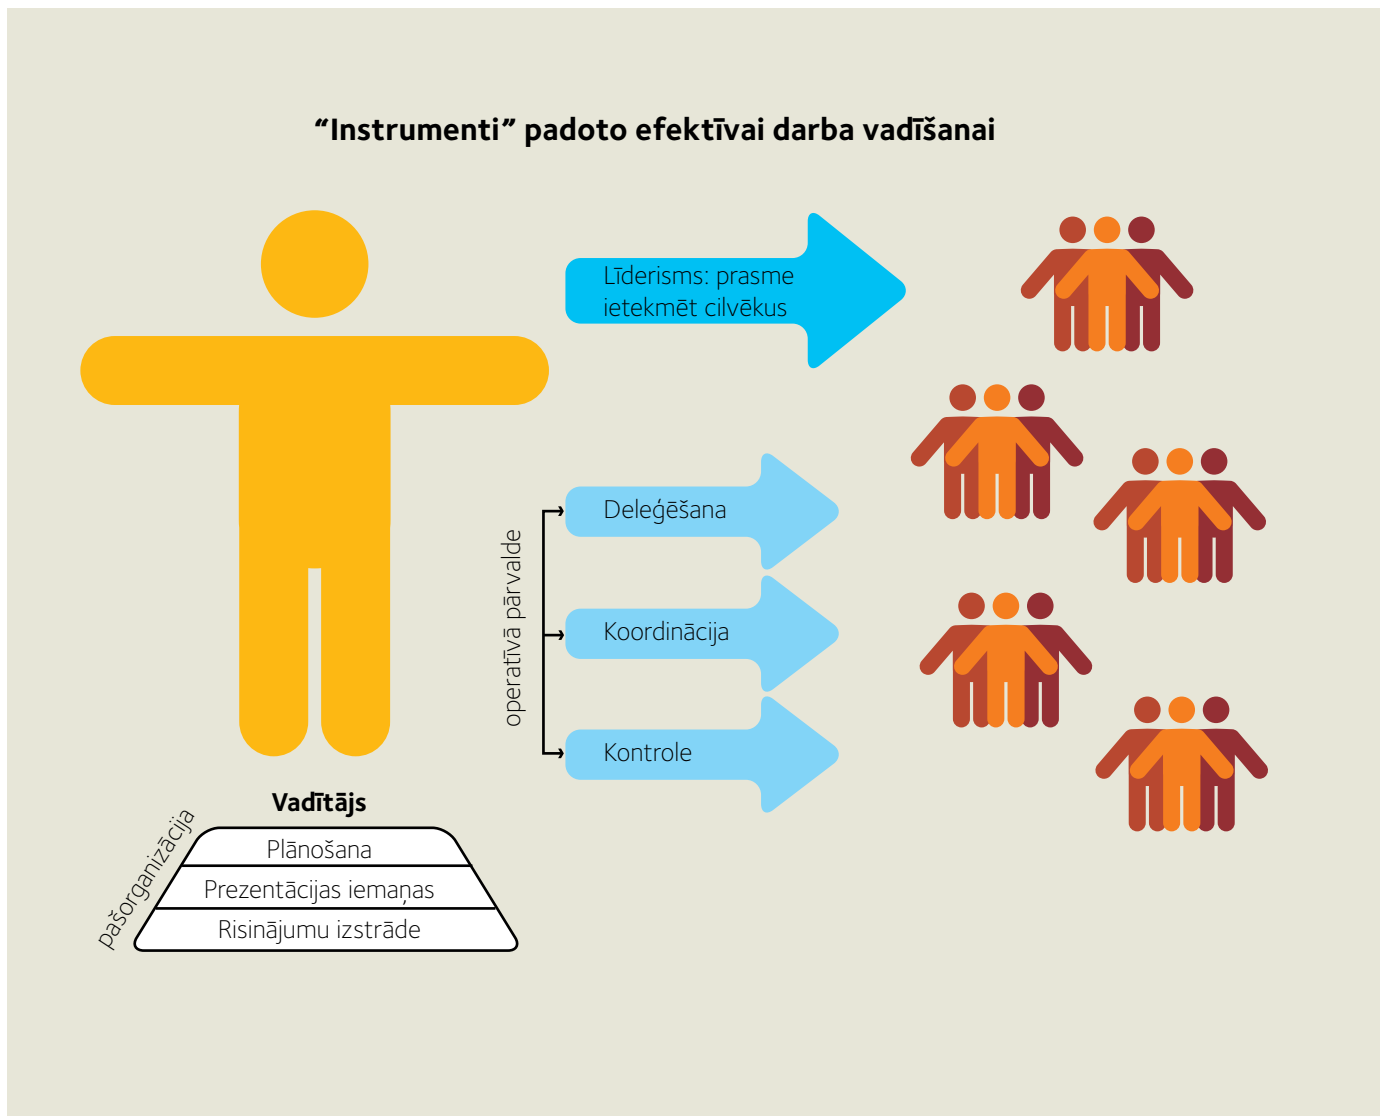 “Instrumenti” padoto efektīvai darba vadīšanai
Līderisms: prasme
ietekmēt cilvēkus
operatīvā pārvalde
Deleģēšana
Koordinācija
Kontrole
Vadītājs
pašorganizācija
Plānošana
Prezentācijas iemaņas
Risinājumu izstrāde